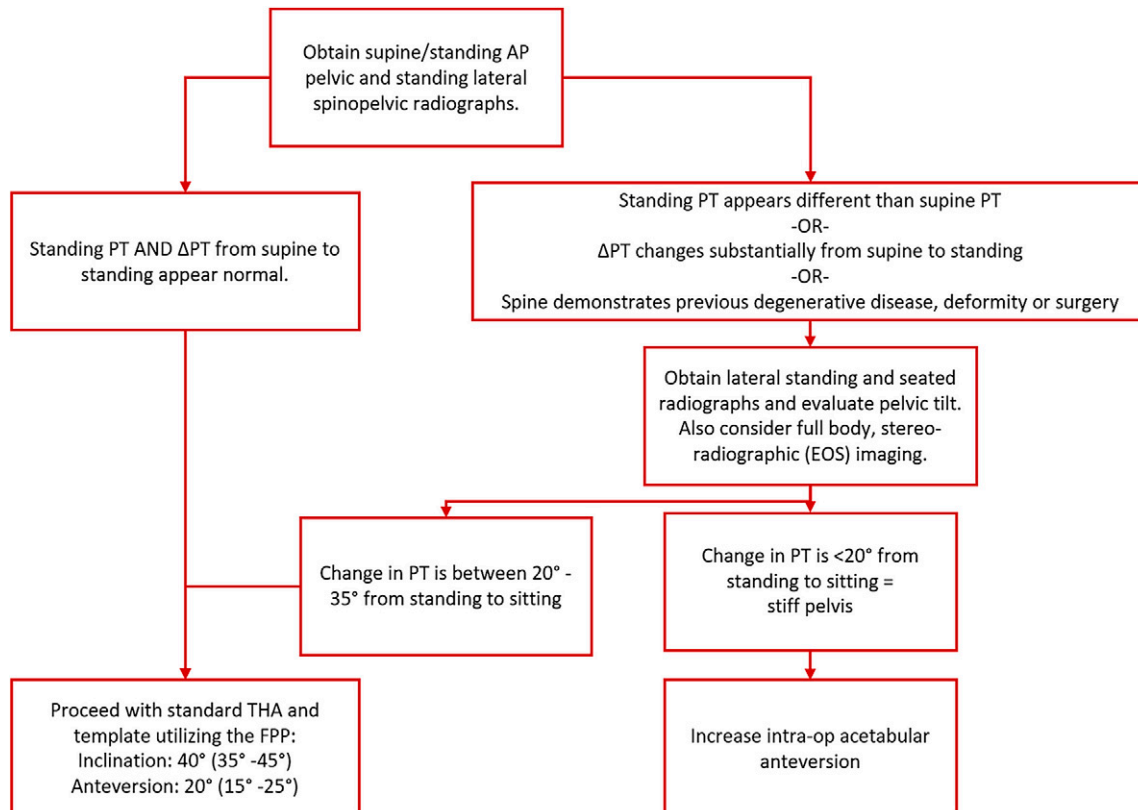 Obtain supine/standing AP
pelvic and standing lateral
spinopelvic radiographs.
Standing PT AND ΔPT from supine to
standing appear normal.
Standing PT appears different than supine PT
-OR-
ΔPT changes substantially from supine to standing
-OR-
Spine demonstrates previous degenerative disease, deformity or surgery
Obtain lateral standing and seated
radiographs and evaluate pelvic tilt.
Also consider full body, stereo-
radiographic (EOS) imaging.
Change in PT is between 20° -
35° from standing to sitting
Change in PT is <20° from
standing to sitting =
stiff pelvis
Proceed with standard THA and
template utilizing the FPP:
Inclination: 40° (35° -45°)
Anteversion: 20° (15° -25°)
Increase intra-op acetabular
anteversion